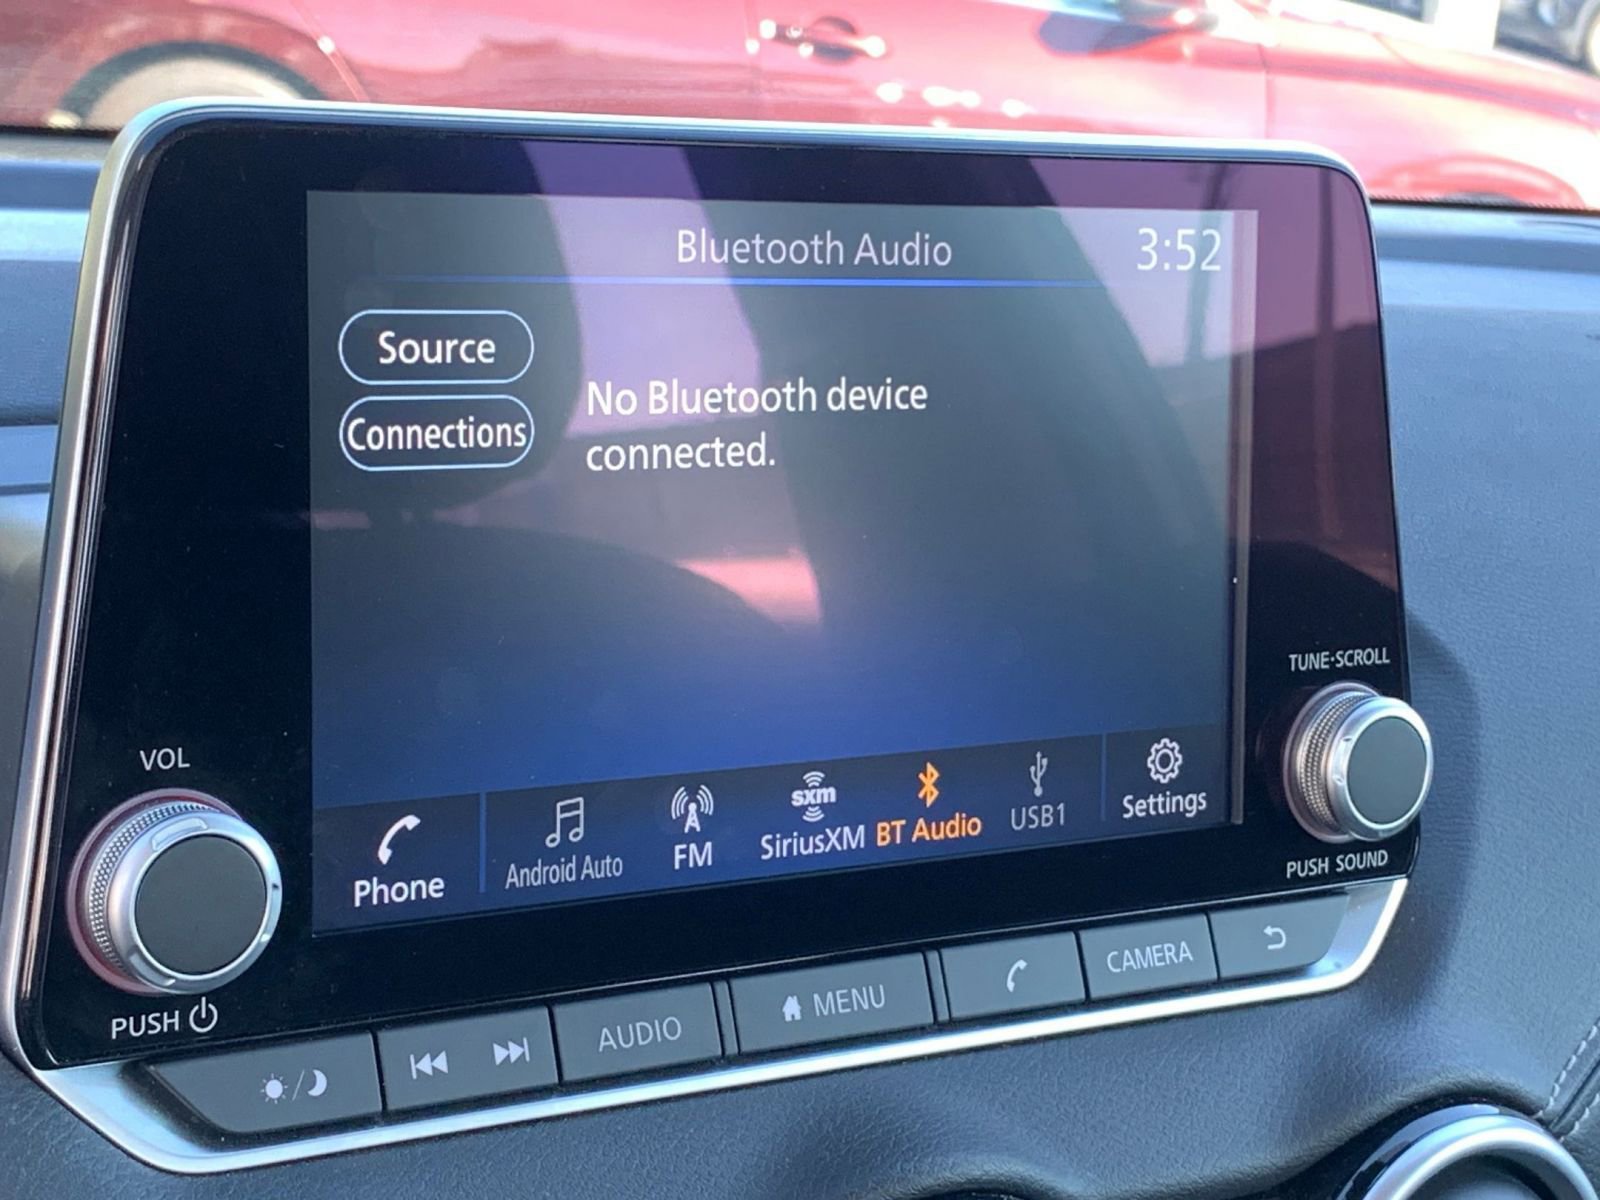 Bluetooth Audio
3:52
Source
Connections
No Bluetooth device
connected.
TUNE·SCROLL
VOL
Phone
Android Auto
FM
sxm
SiriusXM
BT Audio
USB1
Settings
PUSH SOUND
PUSH
AUDIO
MENU
CAMERA